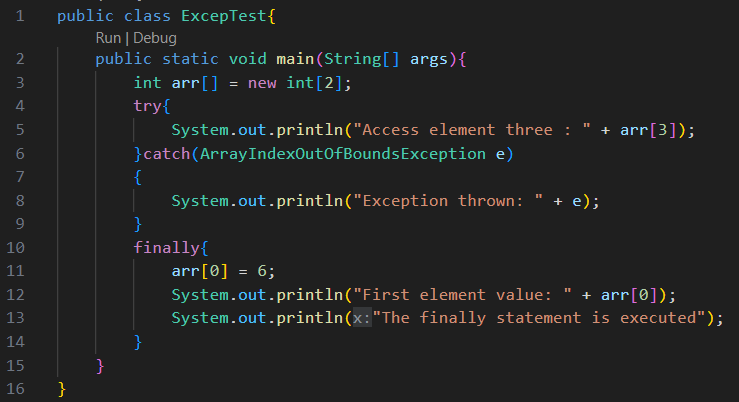 1 public class ExcepTest{
Run | Debug
2 public static void main(String[] args){
3 int arr[] = new int[2];
4 try{
5 System.out.println("Access element three : " + arr[3]);
6 }catch(ArrayIndexOutOfBoundsException e)
7 {
8 System.out.println("Exception thrown: " + e);
9 }
10 finally{
11 arr[0] = 6;
12 System.out.println("First element value: " + arr[0]);
13 System.out.println(x:"The finally statement is executed");
14 }
15 }
16 }